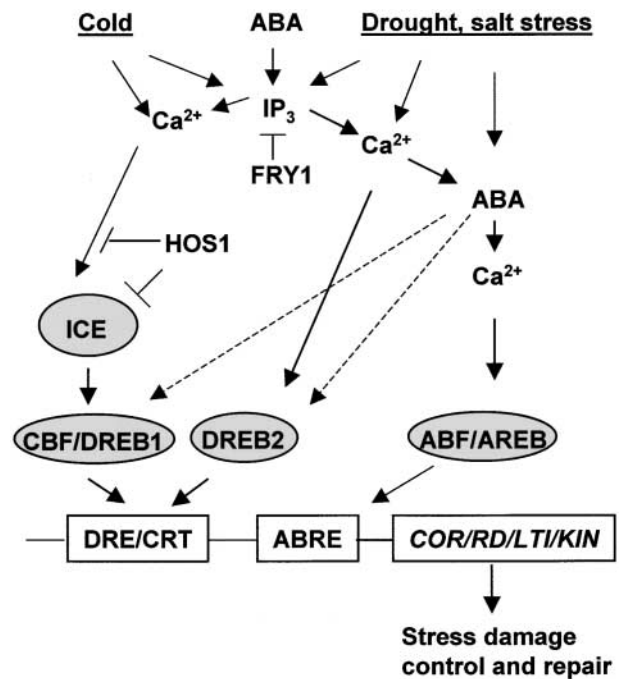 Cold
ABA
Drought, salt stress
Ca²⁺
IP₃
Ca²⁺
FRY1
ABA
HOS1
Ca²⁺
ICE
CBF/DREB1
DREB2
ABF/AREB
DRE/CRT
ABRE
COR/RD/LTI/KIN
Stress damage
control and repair